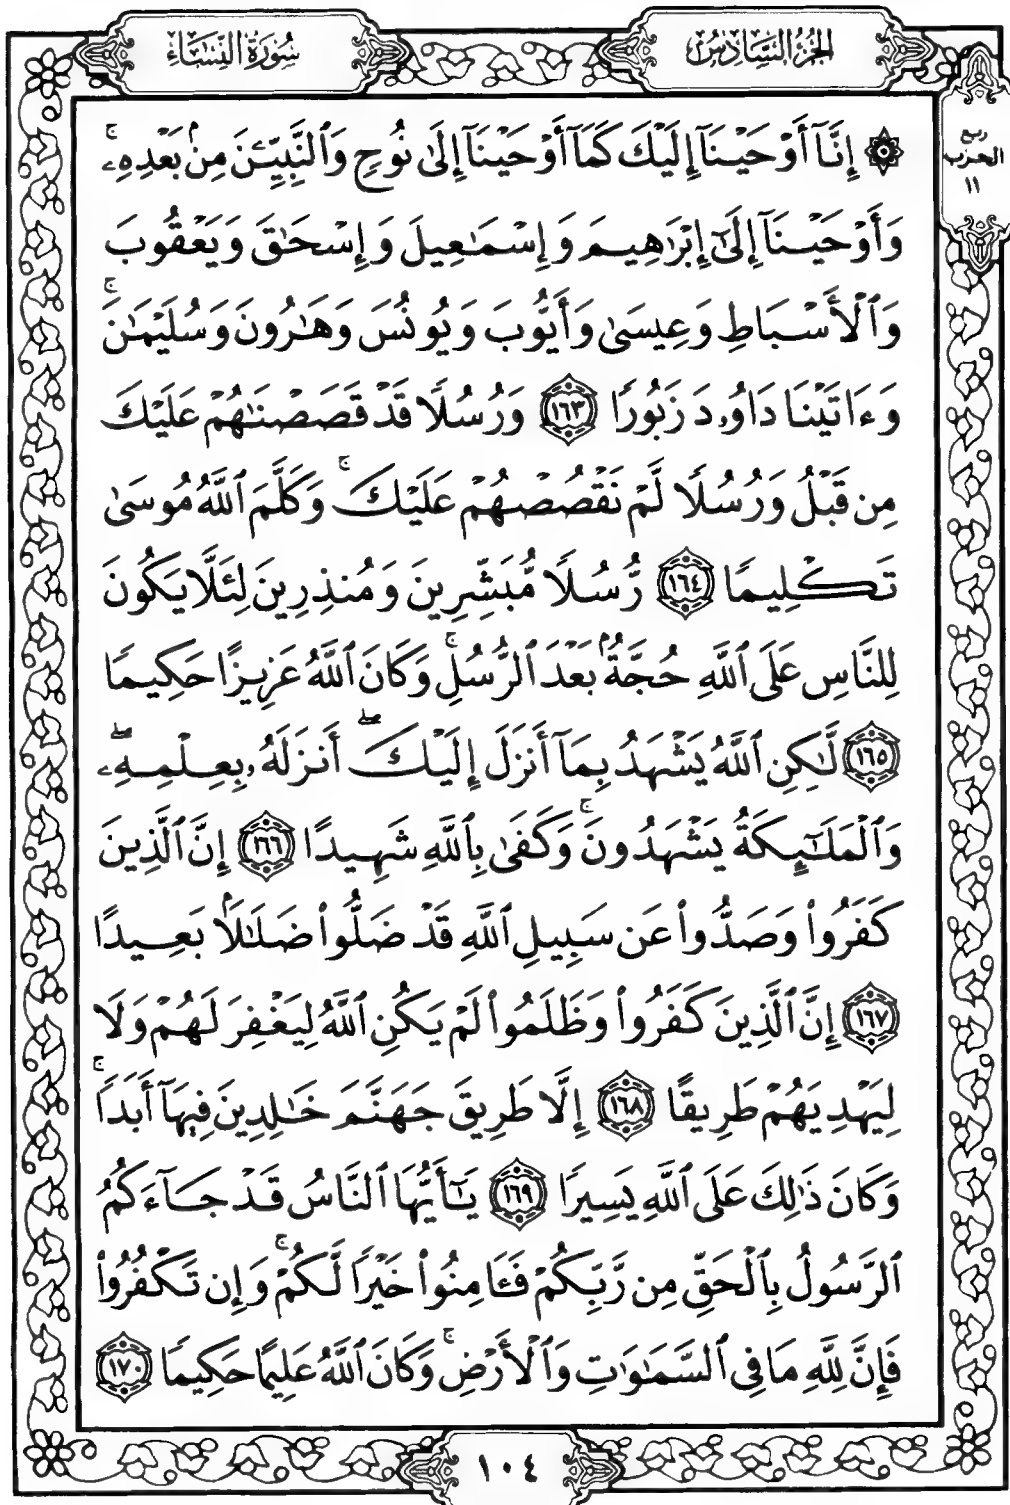 الجزء السادس
سورة النساء
ربع
الحزب
١١
۞ إِنَّآ أَوْحَيْنَآ إِلَيْكَ كَمَآ أَوْحَيْنَآ إِلَىٰ نُوحٍ وَٱلنَّبِيِّـۧنَ مِنۢ بَعْدِهِۦۚ
وَأَوْحَيْنَآ إِلَىٰٓ إِبْرَٰهِيمَ وَإِسْمَـٰعِيلَ وَإِسْحَـٰقَ وَيَعْقُوبَ
وَٱلْأَسْبَاطِ وَعِيسَىٰ وَأَيُّوبَ وَيُونُسَ وَهَـٰرُونَ وَسُلَيْمَـٰنَۚ
وَءَاتَيْنَا دَاوُۥدَ زَبُورًا ١٦٣ وَرُسُلًا قَدْ قَصَصْنَـٰهُمْ عَلَيْكَ
مِن قَبْلُ وَرُسُلًا لَّمْ نَقْصُصْهُمْ عَلَيْكَۚ وَكَلَّمَ ٱللَّهُ مُوسَىٰ
تَكْلِيمًا ١٦٤ رُّسُلًا مُّبَشِّرِينَ وَمُنذِرِينَ لِئَلَّا يَكُونَ
لِلنَّاسِ عَلَى ٱللَّهِ حُجَّةٌۢ بَعْدَ ٱلرُّسُلِۚ وَكَانَ ٱللَّهُ عَزِيزًا حَكِيمًا
١٦٥ لَّـٰكِنِ ٱللَّهُ يَشْهَدُ بِمَآ أَنزَلَ إِلَيْكَۖ أَنزَلَهُۥ بِعِلْمِهِۦۖ
وَٱلْمَلَـٰٓئِكَةُ يَشْهَدُونَۚ وَكَفَىٰ بِٱللَّهِ شَهِيدًا ١٦٦ إِنَّ ٱلَّذِينَ
كَفَرُوا۟ وَصَدُّوا۟ عَن سَبِيلِ ٱللَّهِ قَدْ ضَلُّوا۟ ضَلَـٰلًۢا بَعِيدًا
١٦٧ إِنَّ ٱلَّذِينَ كَفَرُوا۟ وَظَلَمُوا۟ لَمْ يَكُنِ ٱللَّهُ لِيَغْفِرَ لَهُمْ وَلَا
لِيَهْدِيَهُمْ طَرِيقًا ١٦٨ إِلَّا طَرِيقَ جَهَنَّمَ خَـٰلِدِينَ فِيهَآ أَبَدًاۚ
وَكَانَ ذَٰلِكَ عَلَى ٱللَّهِ يَسِيرًا ١٦٩ يَـٰٓأَيُّهَا ٱلنَّاسُ قَدْ جَآءَكُمُ
ٱلرَّسُولُ بِٱلْحَقِّ مِن رَّبِّكُمْ فَـَٔامِنُوا۟ خَيْرًا لَّكُمْۚ وَإِن تَكْفُرُوا۟
فَإِنَّ لِلَّهِ مَا فِى ٱلسَّمَـٰوَٰتِ وَٱلْأَرْضِۚ وَكَانَ ٱللَّهُ عَلِيمًا حَكِيمًا ١٧٠
١٠٤